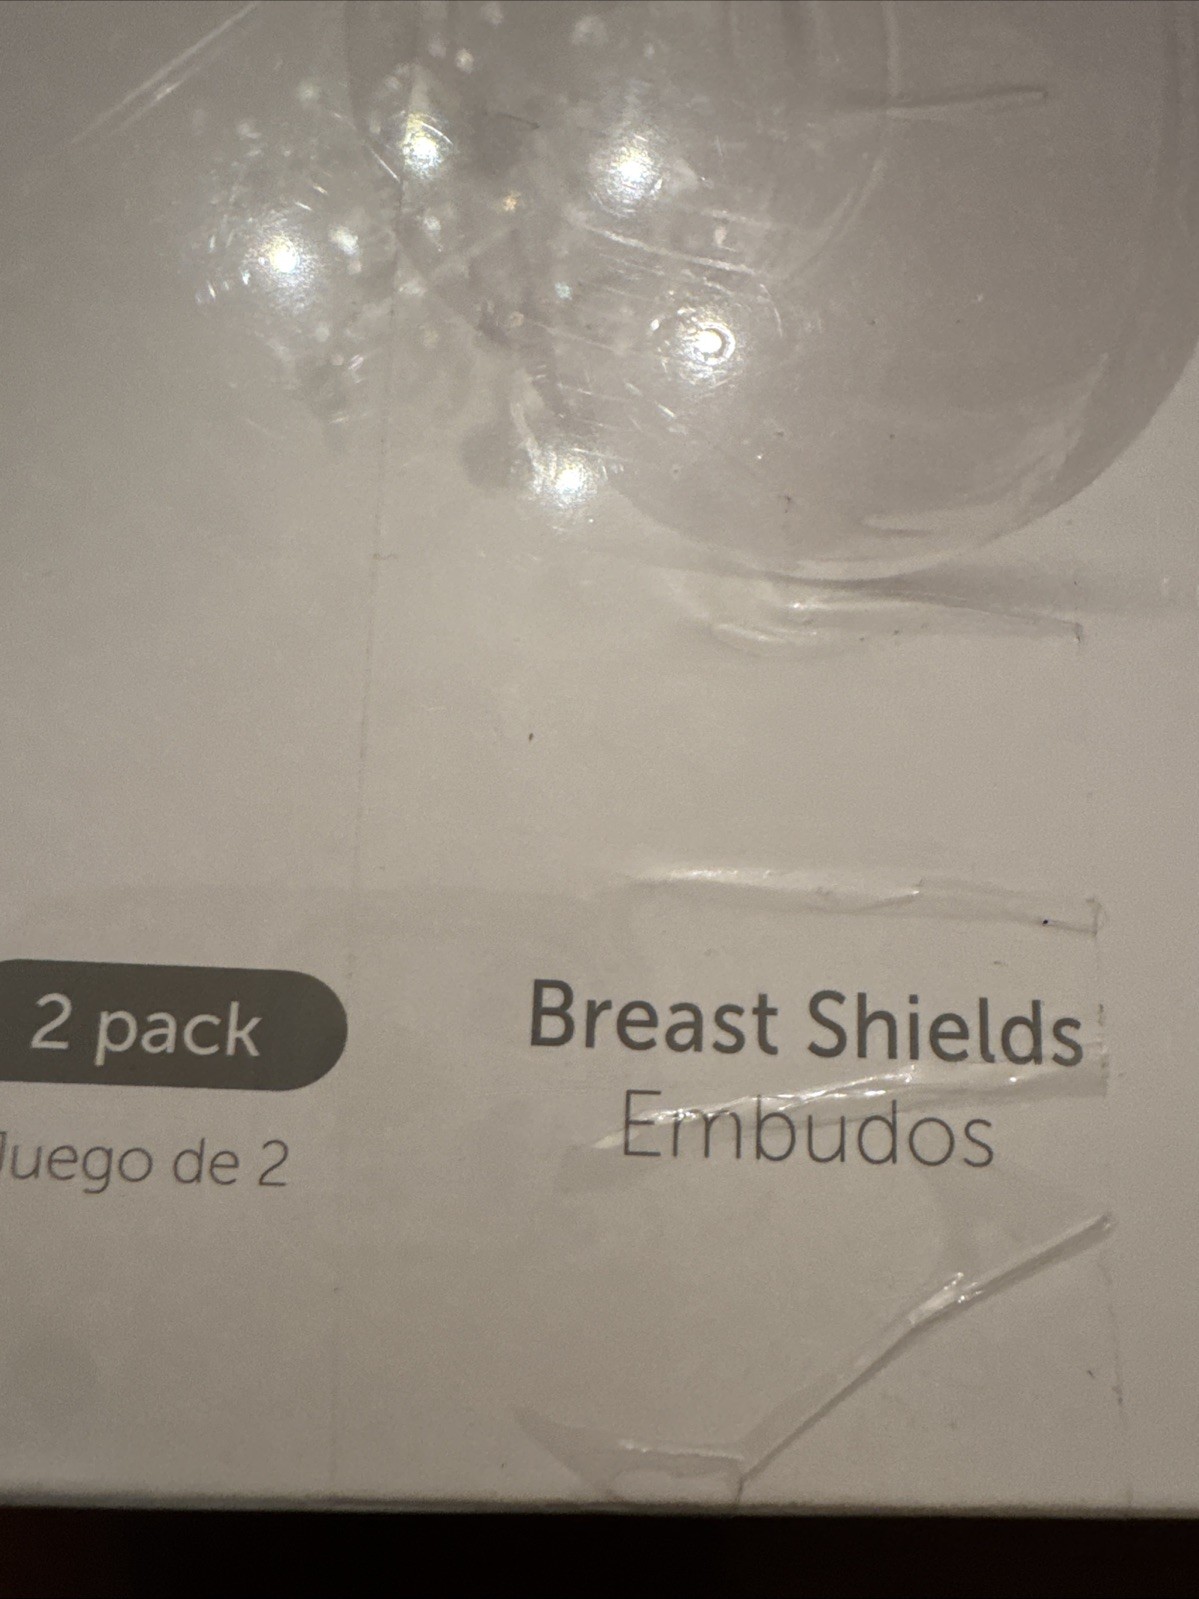 2 pack
Juego de 2
Breast Shields
Embudos